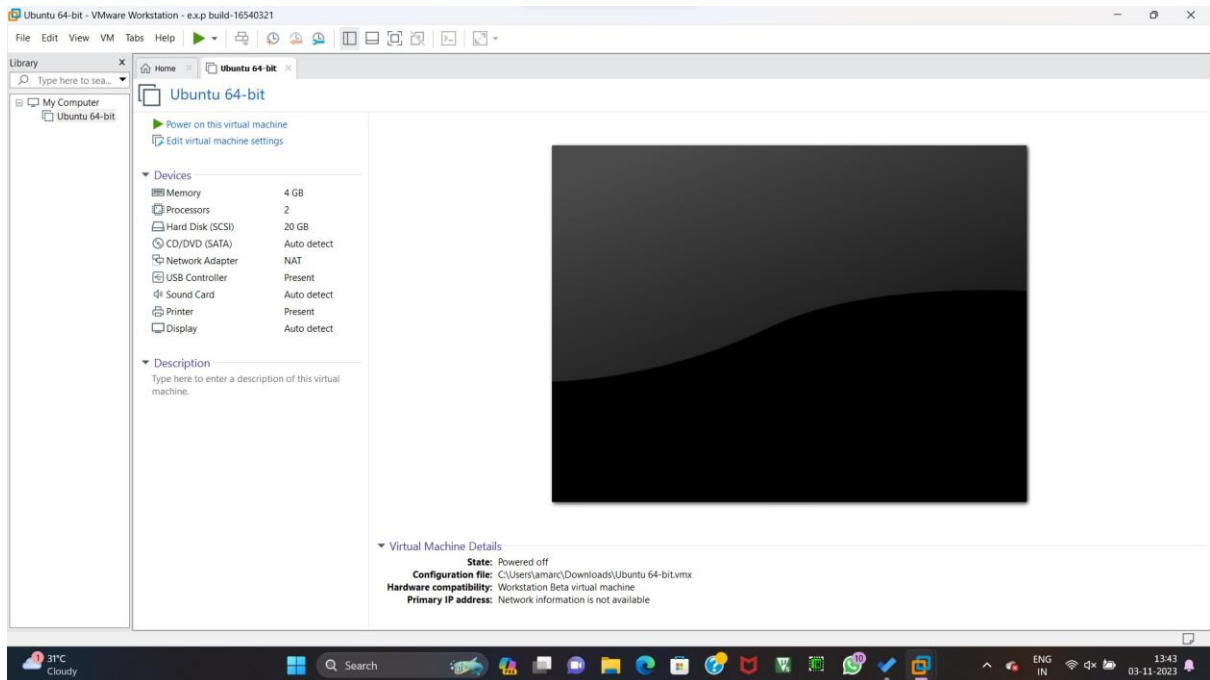 Ubuntu 64-bit - VMware Workstation - e.x.p build-16540321
File Edit View VM Tabs Help
Library X
Type here to sea...
My Computer
Ubuntu 64-bit
Home Ubuntu 64-bit
Ubuntu 64-bit
Power on this virtual machine
Edit virtual machine settings
Devices
Memory 4 GB
Processors 2
Hard Disk (SCSI) 20 GB
CD/DVD (SATA) Auto detect
Network Adapter NAT
USB Controller Present
Sound Card Auto detect
Printer Present
Display Auto detect
Description
Type here to enter a description of this virtual
machine.
Virtual Machine Details
State: Powered off
Configuration file: C:\Users\amarc\Downloads\Ubuntu 64-bit.vmx
Hardware compatibility: Workstation Beta virtual machine
Primary IP address: Network information is not available
1 31°C
Cloudy
Search
10
ENG
IN
13:43
03-11-2023